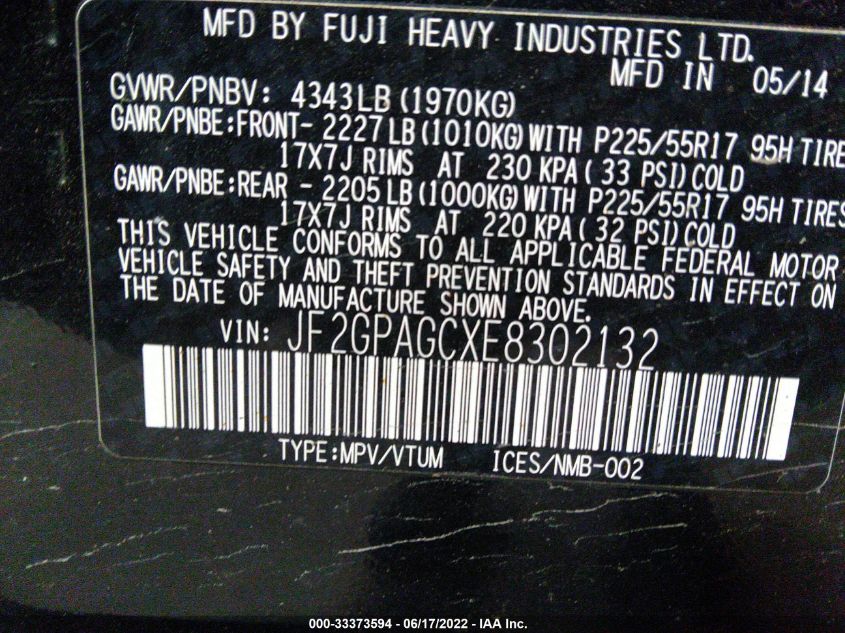 MFD BY FUJI HEAVY INDUSTRIES LTD.
MFD IN 05/14
GVWR/PNBV: 4343LB(1970KG)
GAWR/PNBE:FRONT- 2227LB(1010KG)WITH P225/55R17 95H TIRE
17X7J RIMS AT 230 KPA( 33 PSI)COLD
GAWR/PNBE:REAR - 2205LB(1000KG)WITH P225/55R17 95H TIRES
17X7J RIMS AT 220 KPA( 32 PSI)COLD
THIS VEHICLE CONFORMS TO ALL APPLICABLE FEDERAL MOTOR
VEHICLE SAFETY AND THEFT PREVENTION STANDARDS IN EFFECT ON
THE DATE OF MANUFACTURE SHOWN ABOVE.
VIN: JF2GPAGCXE8302132
TYPE:MPV/VTUM ICES/NMB-002
000-33373594 - 06/17/2022 - IAA Inc.